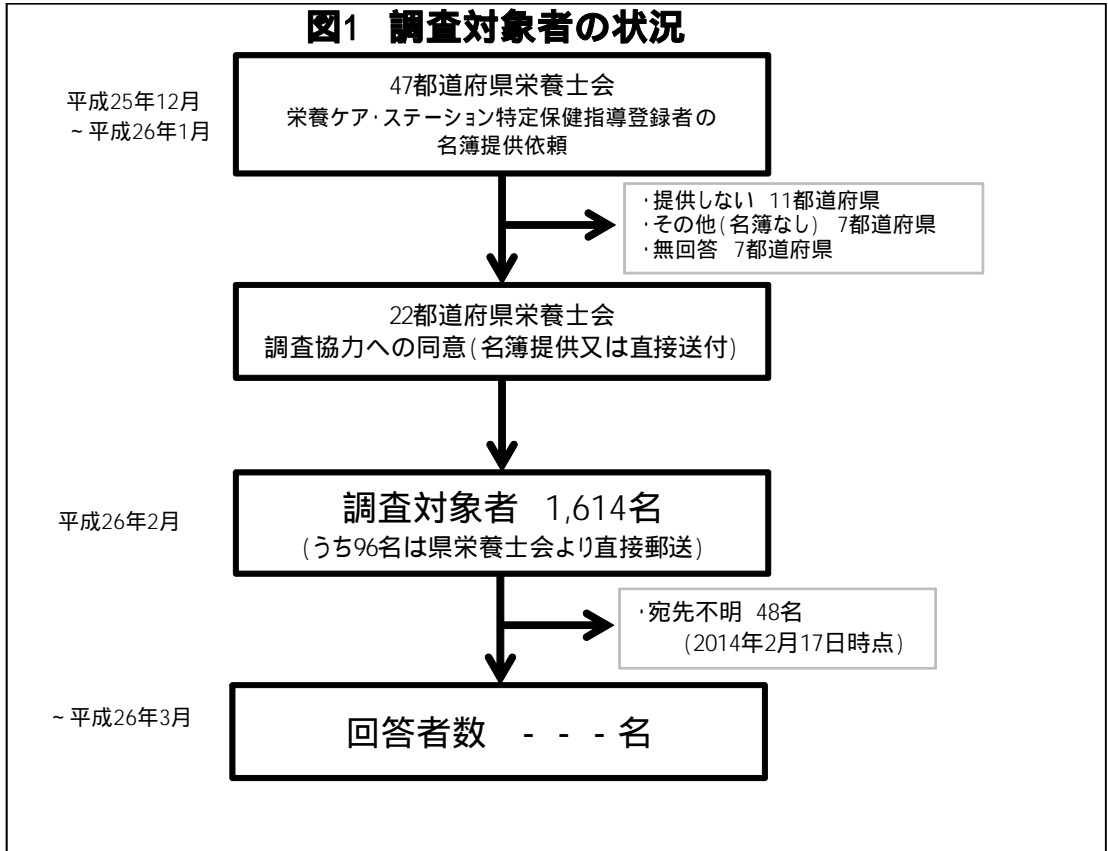 図1 調査対象者の状況
平成25年12月
～平成26年1月
47都道府県栄養士会
栄養ケア･ステーション特定保健指導登録者の
名簿提供依頼
･提供しない 11都道府県
･その他(名簿なし) 7都道府県
･無回答 7都道府県
22都道府県栄養士会
調査協力への同意(名簿提供又は直接送付)
平成26年2月
調査対象者 1,614名
(うち96名は県栄養士会より直接郵送)
･宛先不明 48名
(2014年2月17日時点)
～平成26年3月
回答者数 - - - 名